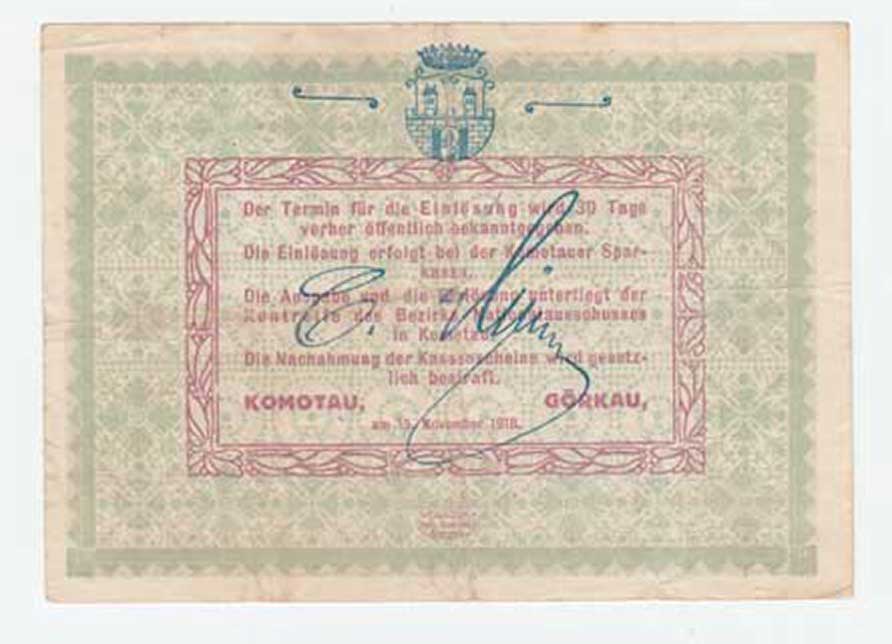 Der Termin für die Einlösung wird 30 Tage
vorher öffentlich bekanntgegeben.
Die Einlösung erfolgt bei der Komotauer Spar-
kassa.
Die Ausgabe und die Einlösung unterliegt der
Kontrolle des Bezirks-Nationalausschusses
in Komotau.
Die Nachahmung der Kassenscheine wird gesetz-
lich bestraft.
KOMOTAU, GÖRKAU,
am 15. November 1918.